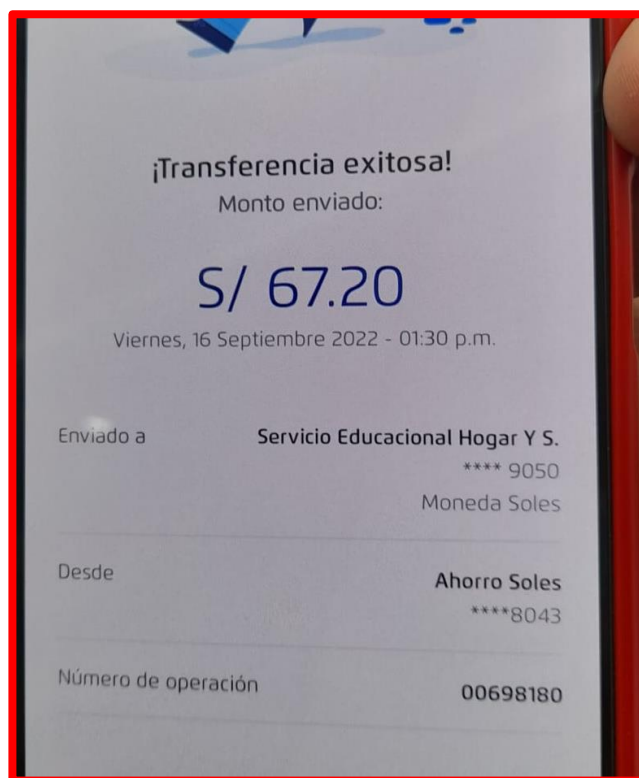 ¡Transferencia exitosa!
Monto enviado:
S/ 67.20
Viernes, 16 Septiembre 2022 - 01:30 p.m.
Enviado a
Servicio Educacional Hogar Y S.
**** 9050
Moneda Soles
Desde
Ahorro Soles
****8043
Número de operación
00698180